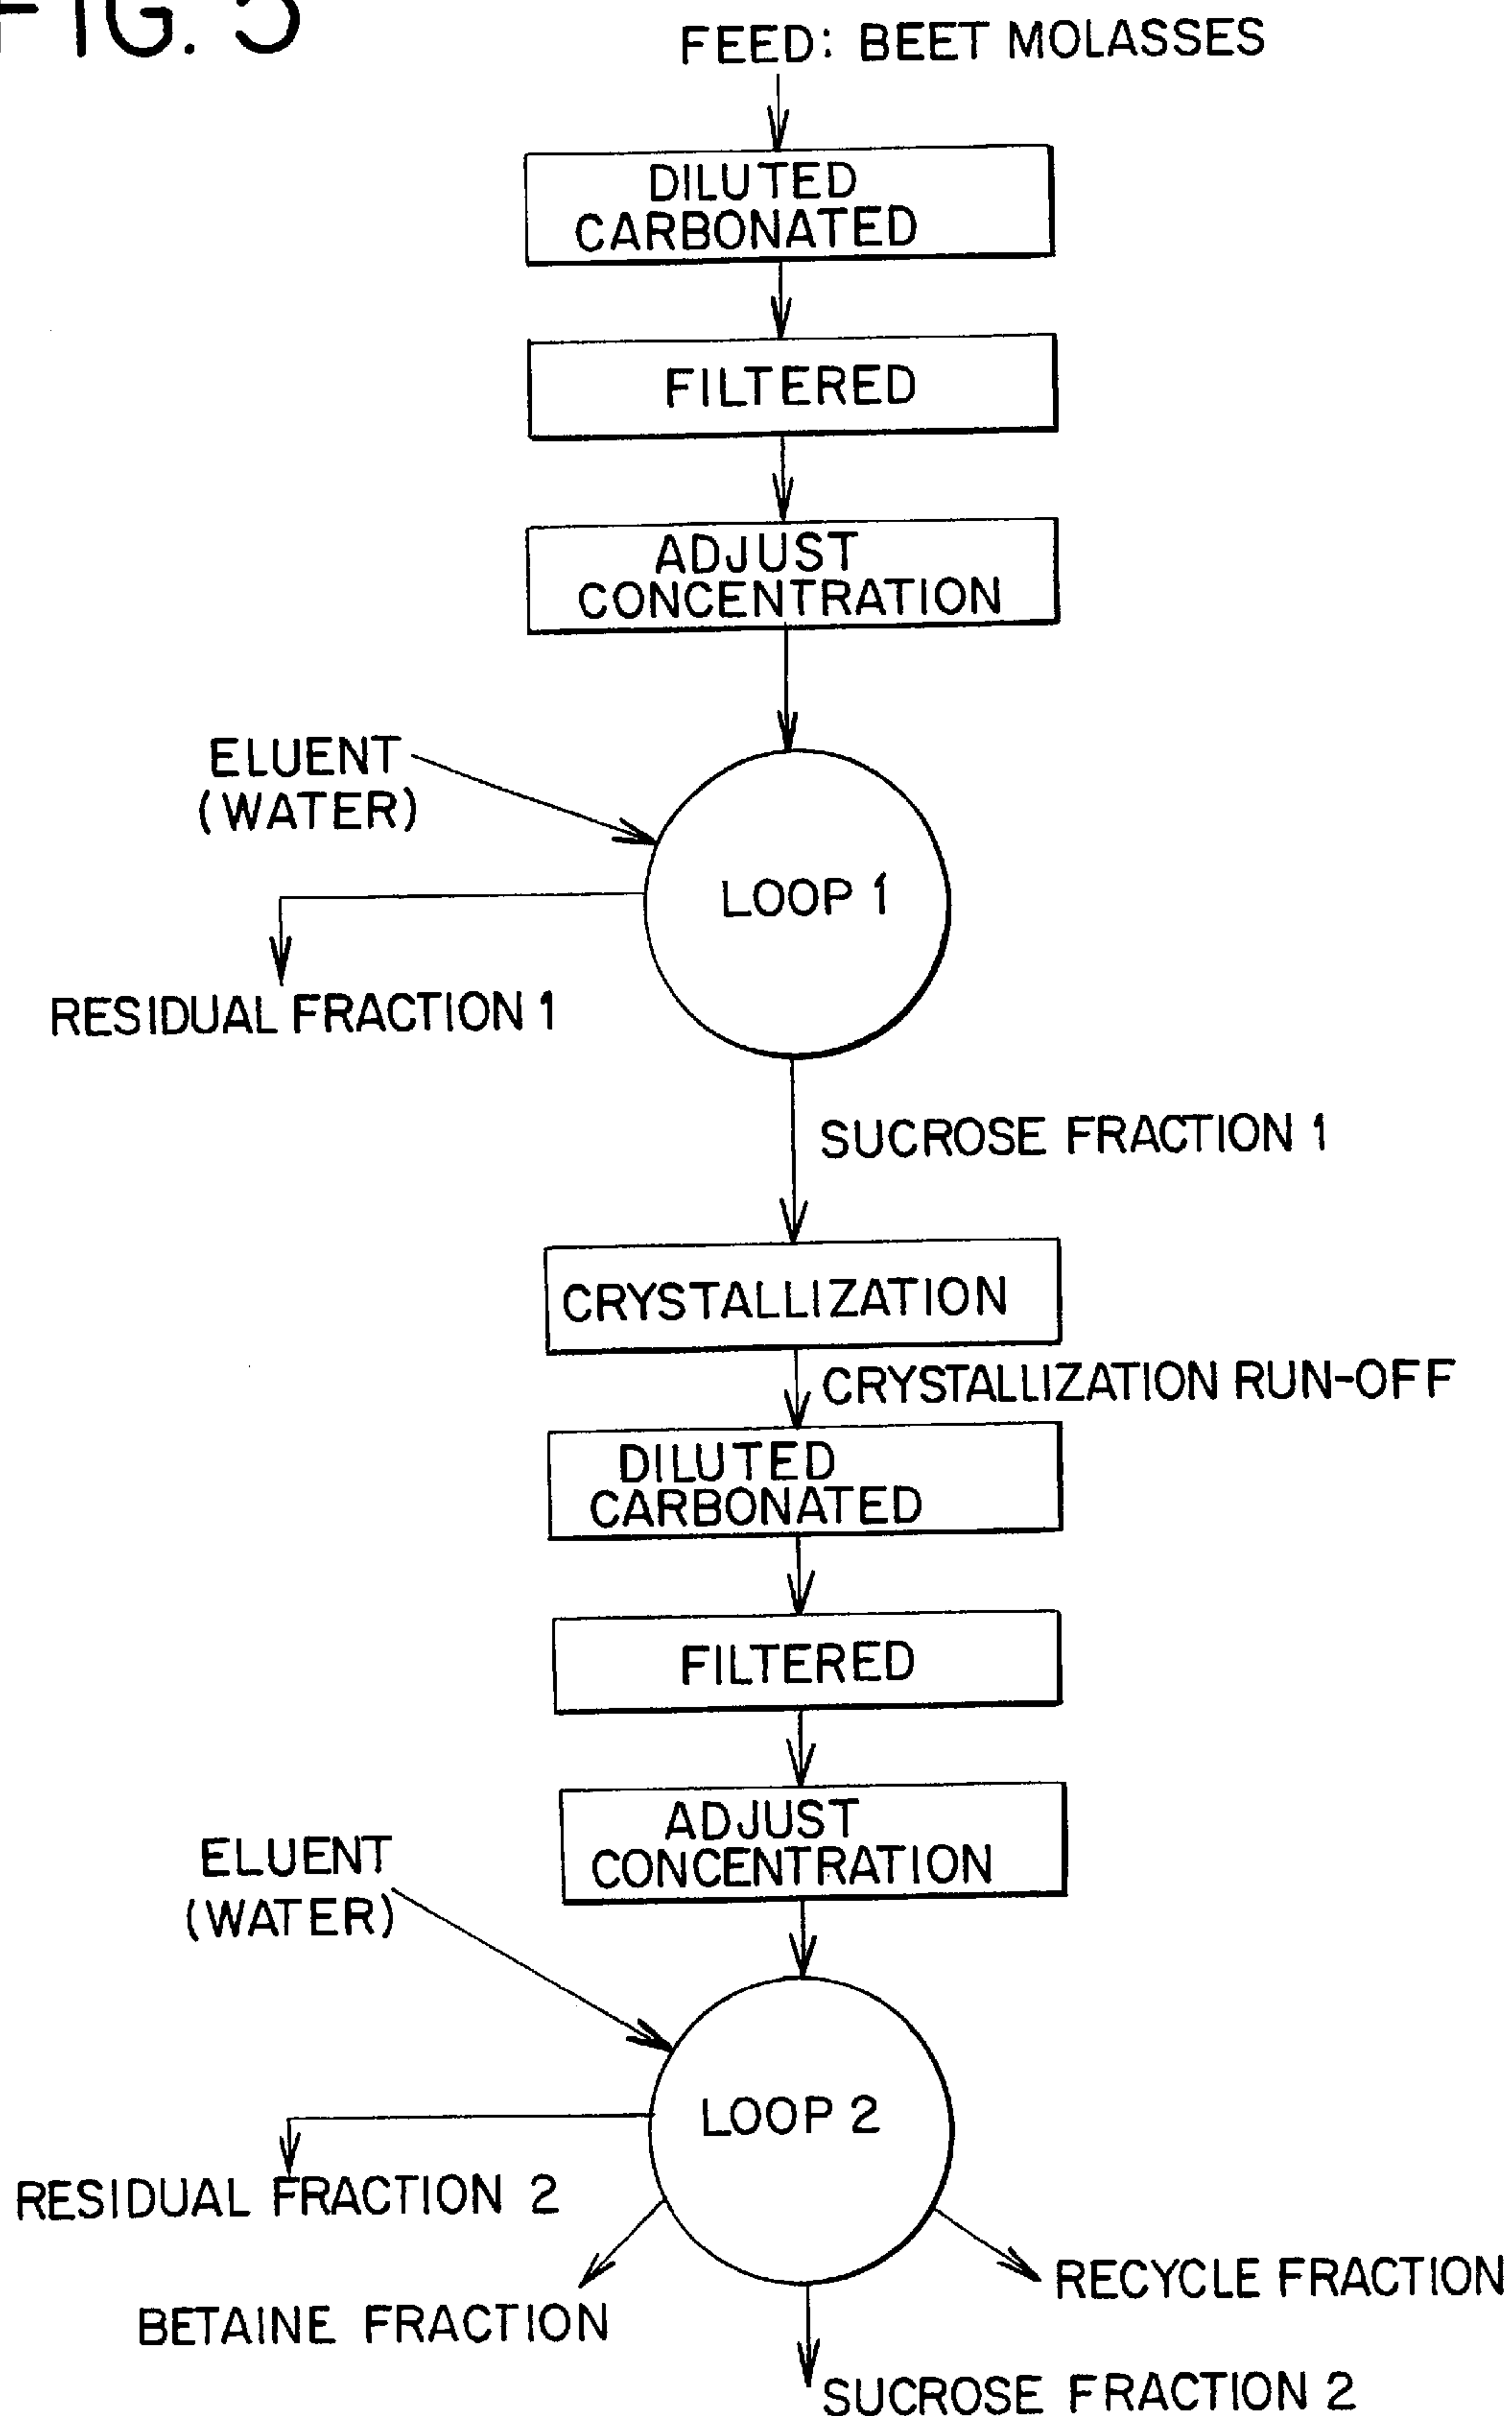 FIG. 5
FEED: BEET MOLASSES
DILUTED
CARBONATED
FILTERED
ADJUST
CONCENTRATION
ELUENT
(WATER)
LOOP 1
RESIDUAL FRACTION 1
SUCROSE FRACTION 1
CRYSTALLIZATION
CRYSTALLIZATION RUN-OFF
DILUTED
CARBONATED
FILTERED
ADJUST
CONCENTRATION
ELUENT
(WATER)
LOOP 2
RESIDUAL FRACTION 2
RECYCLE FRACTION
BETAINE FRACTION
SUCROSE FRACTION 2